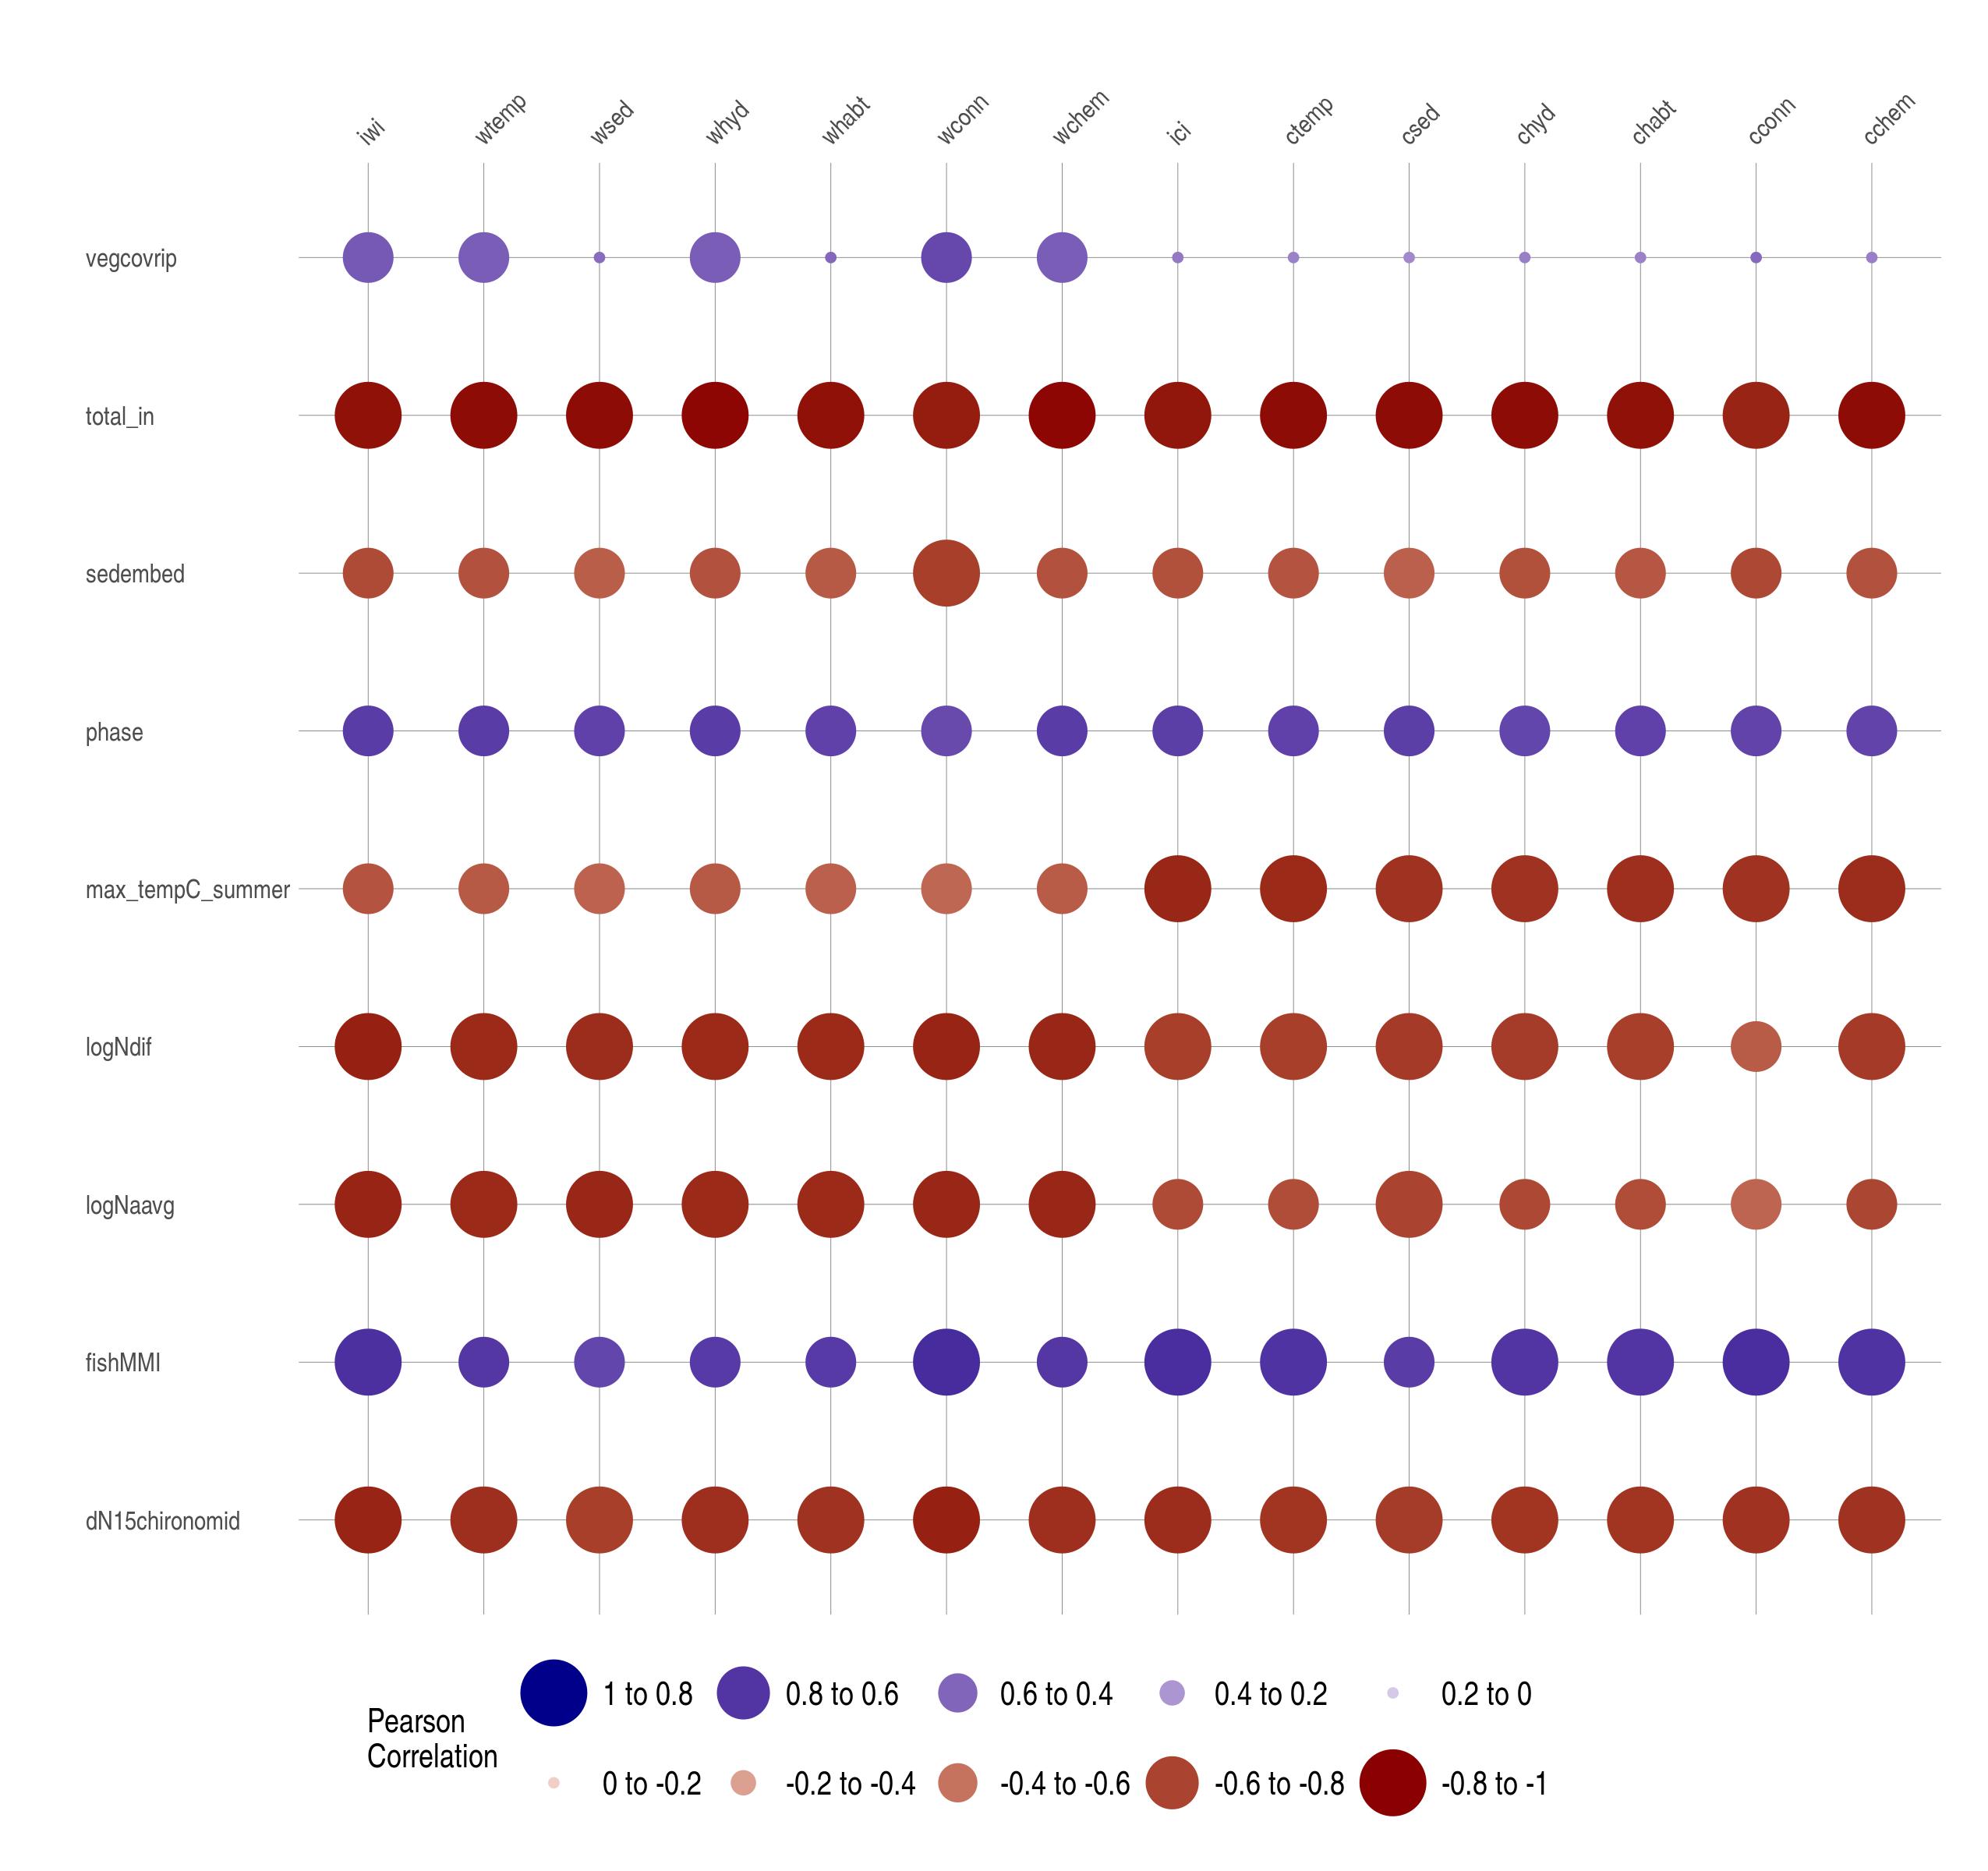 iwi wtemp wsed whyd whabt wconn wchem ici ctemp csed chyd chabt cconn cchem
vegcovrip
total_in
sedembed
phase
max_tempC_summer
logNdif
logNaavg
fishMMI
dN15chironomid
Pearson
Correlation
1 to 0.8 0.8 to 0.6 0.6 to 0.4 0.4 to 0.2 0.2 to 0
0 to -0.2 -0.2 to -0.4 -0.4 to -0.6 -0.6 to -0.8 -0.8 to -1